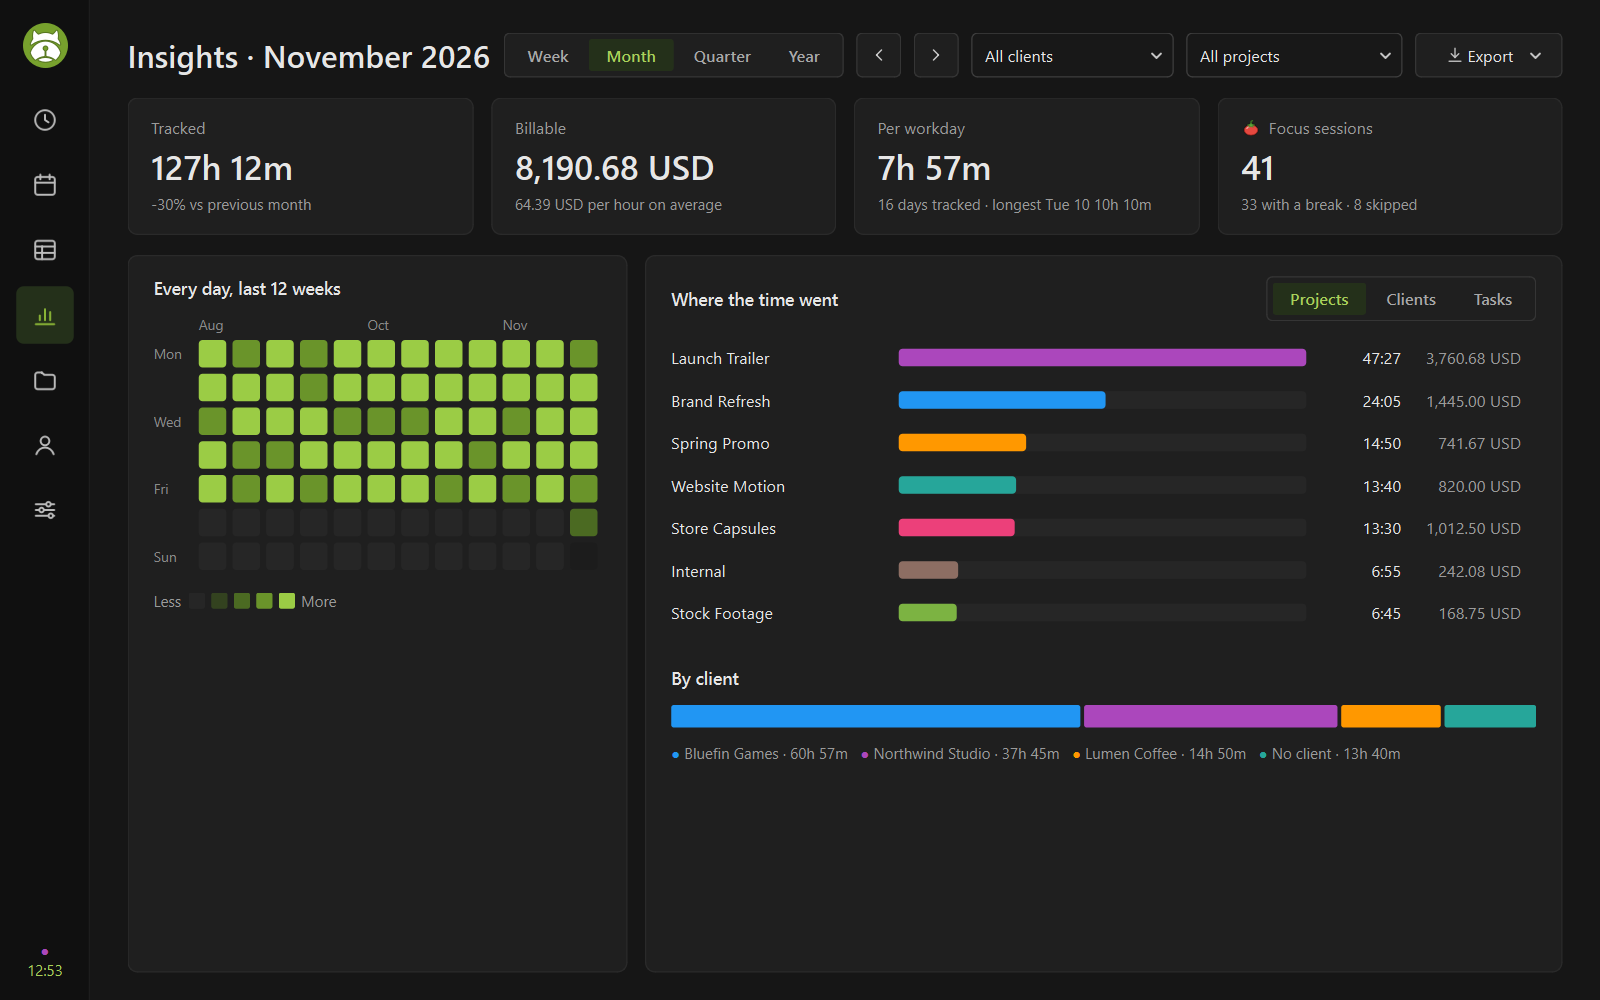 Insights · November 2026
Week Month Quarter Year
All clients
All projects
Export
Tracked
127h 12m
-30% vs previous month
Billable
8,190.68 USD
64.39 USD per hour on average
Per workday
7h 57m
16 days tracked · longest Tue 10 10h 10m
Focus sessions
41
33 with a break · 8 skipped
Every day, last 12 weeks
Aug Oct Nov
Mon
Wed
Fri
Sun
Less More
Where the time went
Projects Clients Tasks
Launch Trailer 47:27 3,760.68 USD
Brand Refresh 24:05 1,445.00 USD
Spring Promo 14:50 741.67 USD
Website Motion 13:40 820.00 USD
Store Capsules 13:30 1,012.50 USD
Internal 6:55 242.08 USD
Stock Footage 6:45 168.75 USD
By client
Bluefin Games · 60h 57m Northwind Studio · 37h 45m Lumen Coffee · 14h 50m No client · 13h 40m
12:53